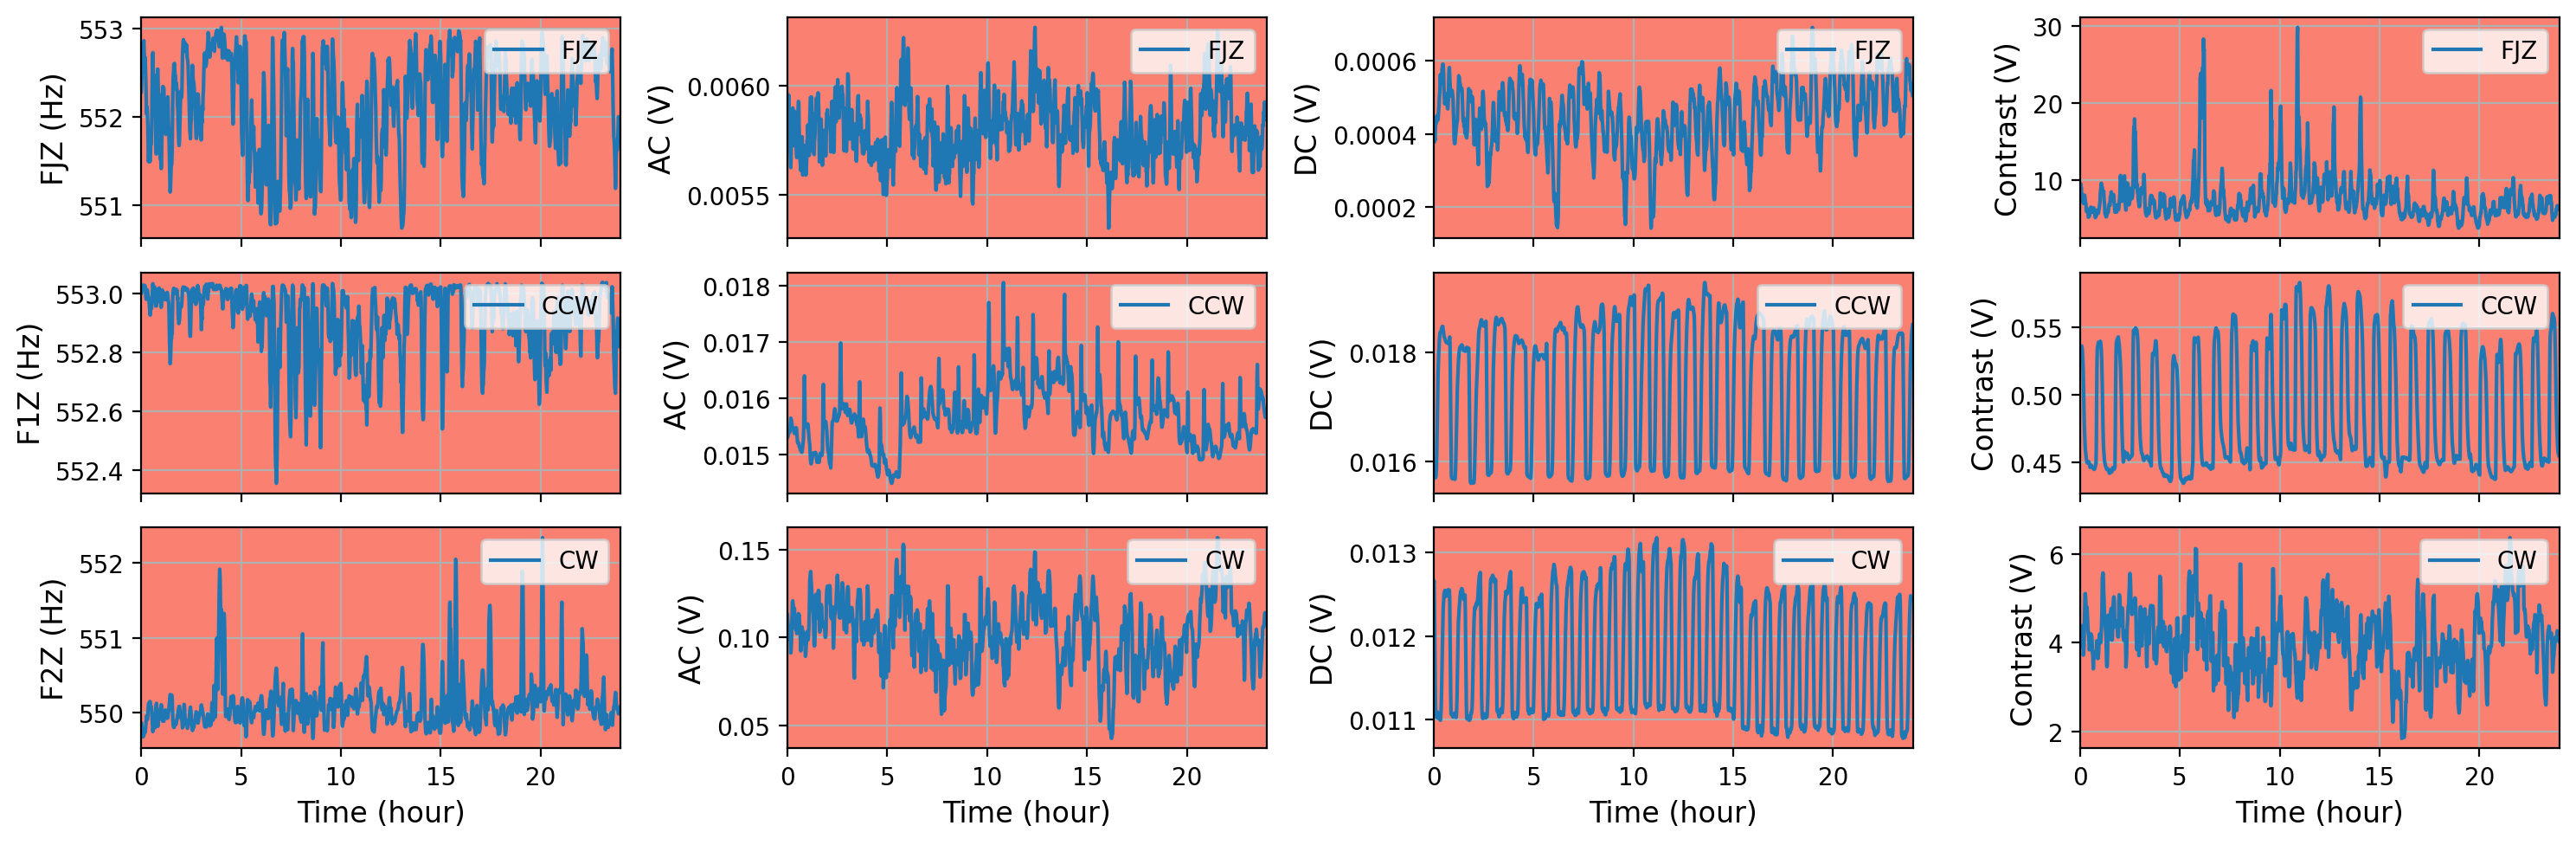 FJZ (Hz)
553
552
551
FJZ
AC (V)
0.0060
0.0055
FJZ
DC (V)
0.0006
0.0004
0.0002
FJZ
Contrast (V)
30
20
10
FJZ
F1Z (Hz)
553.0
552.8
552.6
552.4
CCW
AC (V)
0.018
0.017
0.016
0.015
CCW
DC (V)
0.018
0.016
CCW
Contrast (V)
0.55
0.50
0.45
CCW
F2Z (Hz)
552
551
550
CW
0 5 10 15 20
Time (hour)
AC (V)
0.15
0.10
0.05
CW
0 5 10 15 20
Time (hour)
DC (V)
0.013
0.012
0.011
CW
0 5 10 15 20
Time (hour)
Contrast (V)
6
4
2
CW
0 5 10 15 20
Time (hour)